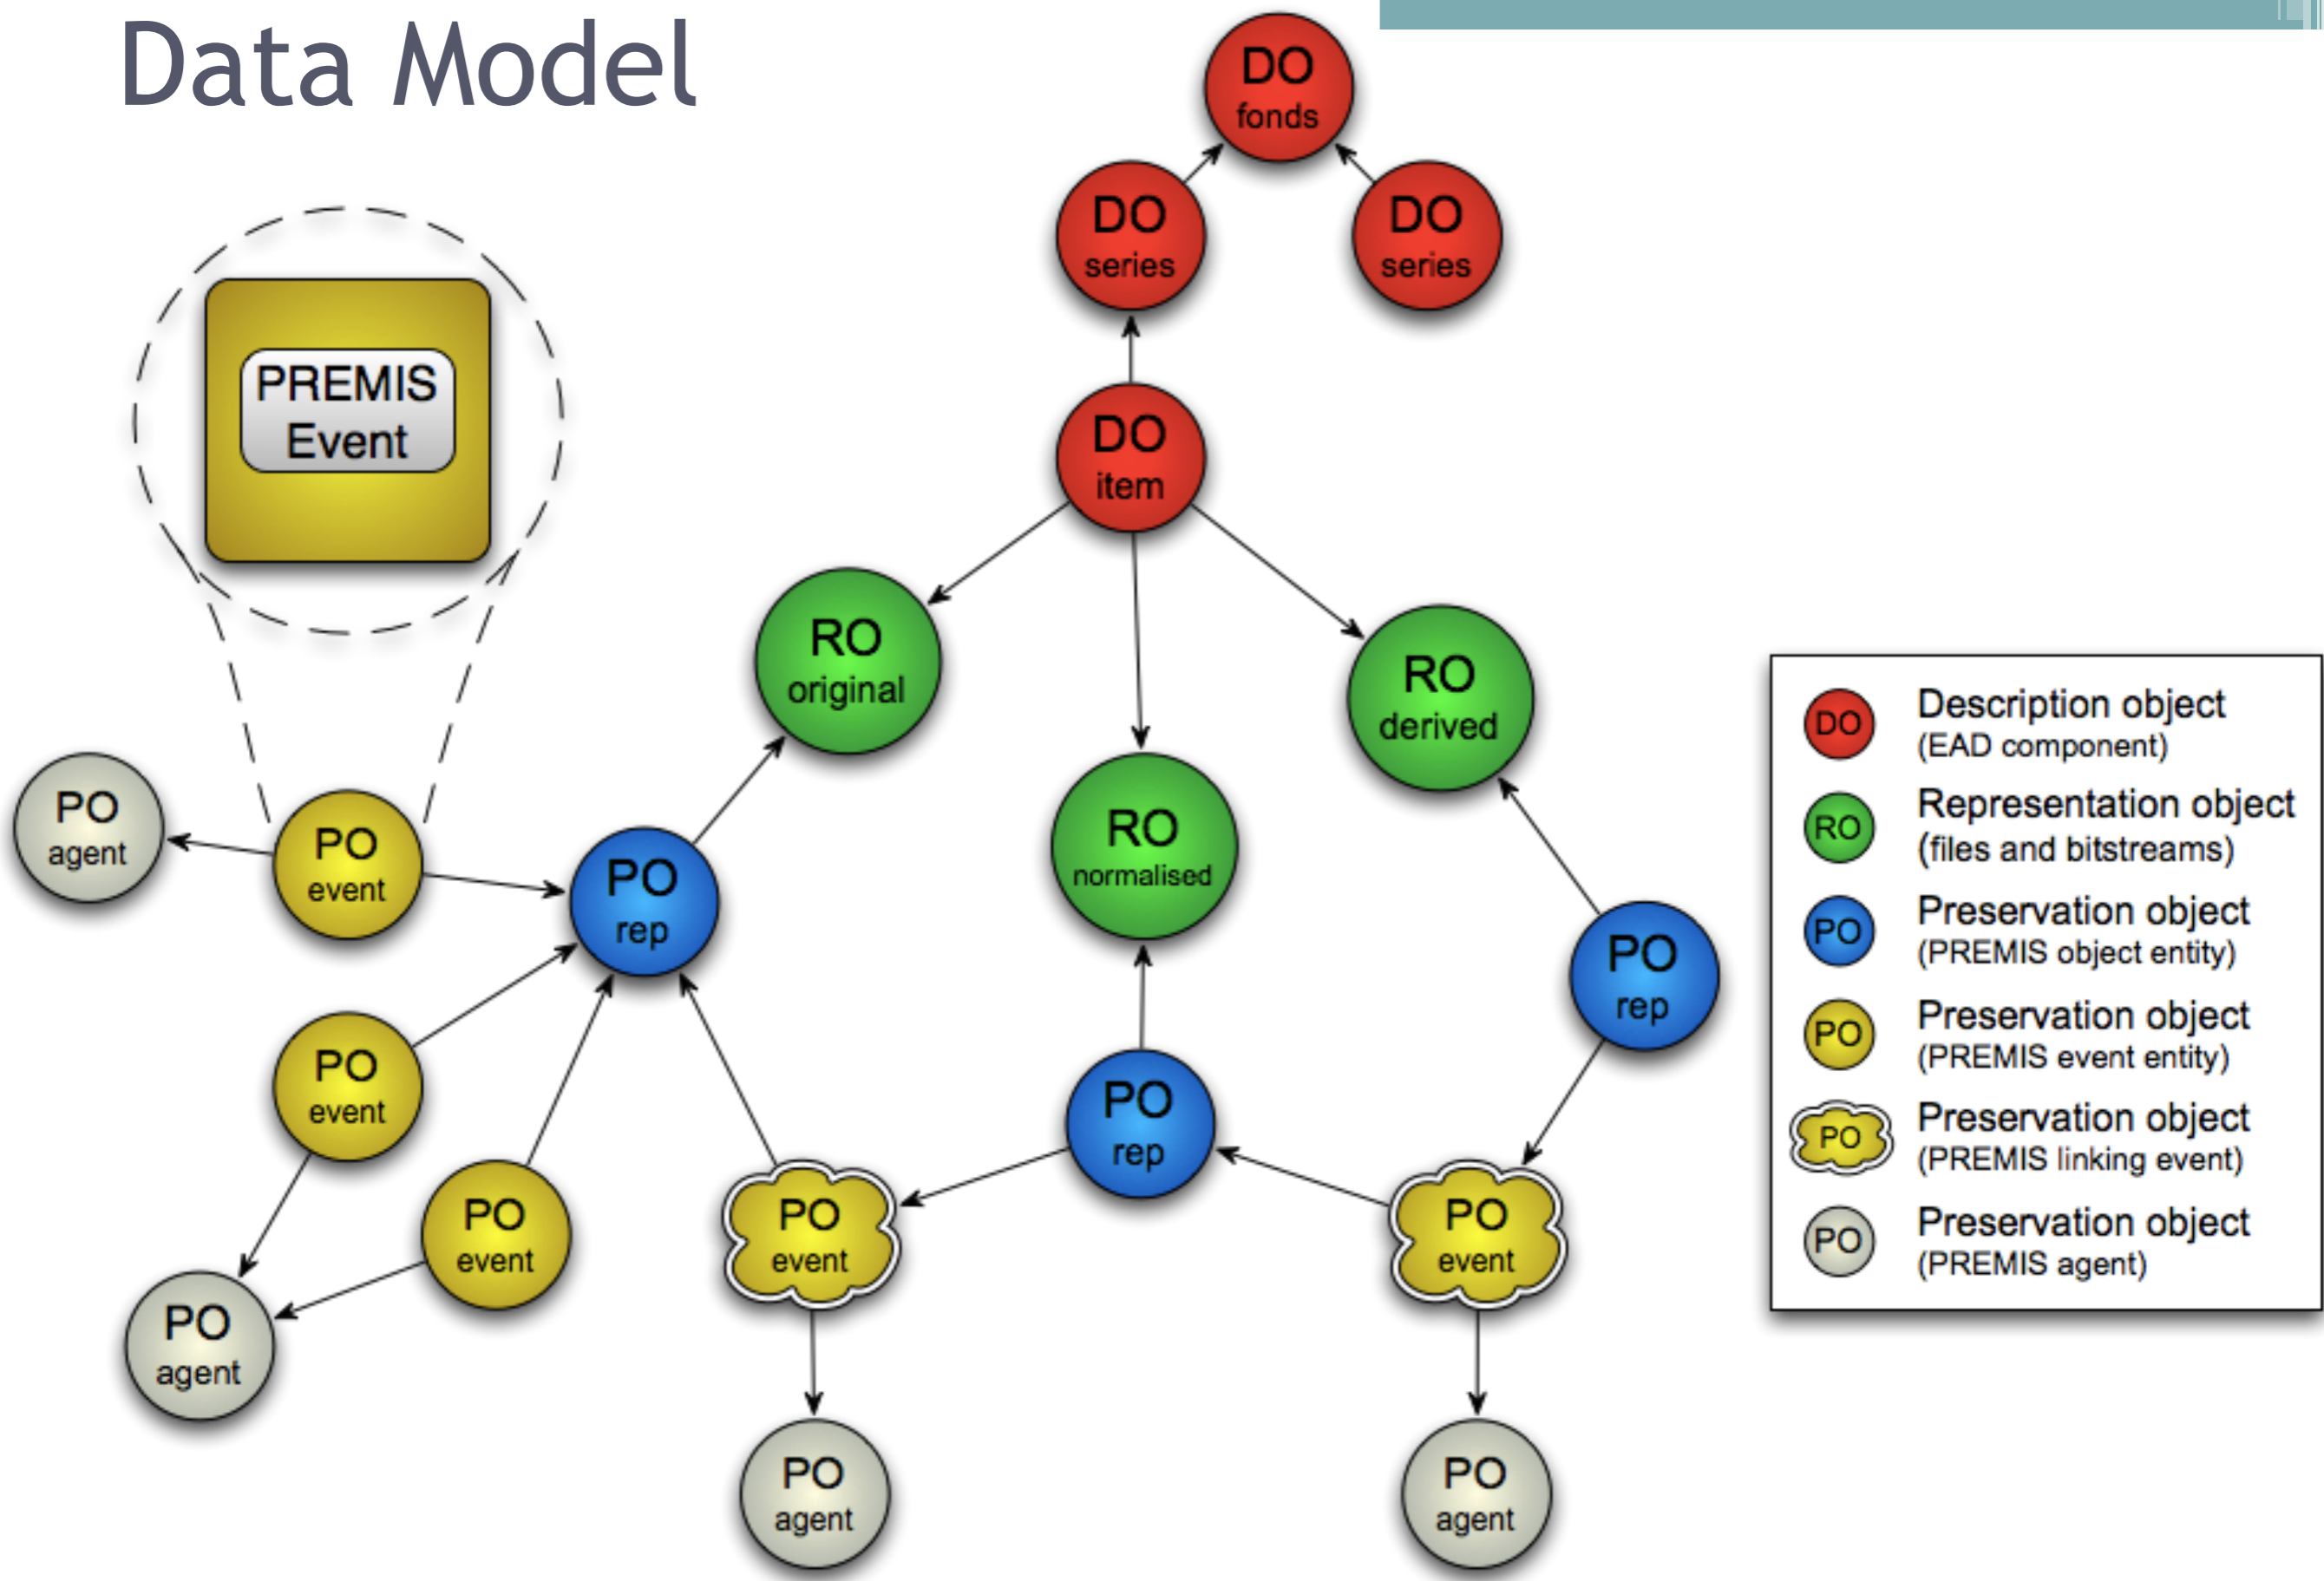 Data Model
DO
fonds
DO
series
DO
series
PREMIS
Event
DO
item
RO
original
RO
derived
RO
normalised
PO
agent
PO
event
PO
rep
PO
rep
PO
event
PO
rep
PO
event
PO
event
PO
event
PO
agent
PO
agent
PO
agent
DO
Description object
(EAD component)
RO
Representation object
(files and bitstreams)
PO
Preservation object
(PREMIS object entity)
PO
Preservation object
(PREMIS event entity)
PO
Preservation object
(PREMIS linking event)
PO
Preservation object
(PREMIS agent)